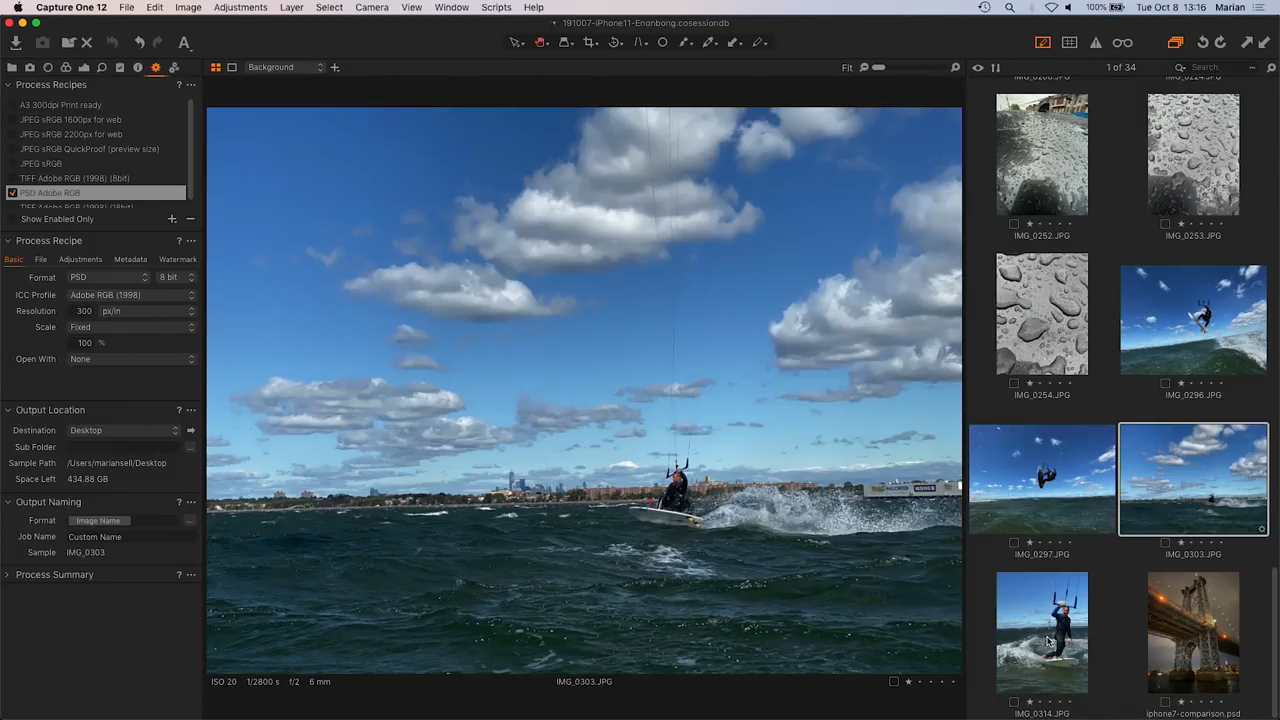 Capture One 12 File Edit Image Adjustments Layer Select Camera View Window Scripts Help 100% Tue Oct 8 13:16 Marian
191007-iPhone11-Enonbong.cosessiondb
Background
Fit
1 of 34
Search
Process Recipes
A3 300dpi Print ready
JPEG sRGB 1600px for web
JPEG sRGB 2200px for web
JPEG sRGB QuickProof (preview size)
JPEG sRGB
TIFF Adobe RGB (1998) (8bit)
PSD Adobe RGB
TIFF Adobe RGB (1998) (16bit)
Show Enabled Only
Process Recipe
Basic File Adjustments Metadata Watermark
Format PSD 8 bit
ICC Profile Adobe RGB (1998)
Resolution 300 px/in
Scale Fixed
100 %
Open With None
Output Location
Destination Desktop
Sub Folder
Sample Path /Users/mariansell/Desktop
Space Left 434.88 GB
Output Naming
Format Image Name
Job Name Custom Name
Sample IMG_0303
Process Summary
ISO 20 1/2800 s f/2 6 mm
IMG_0303.JPG
IMG_0252.JPG
IMG_0253.JPG
IMG_0254.JPG
IMG_0296.JPG
IMG_0297.JPG
IMG_0303.JPG
IMG_0314.JPG
iphone7-comparison.psd